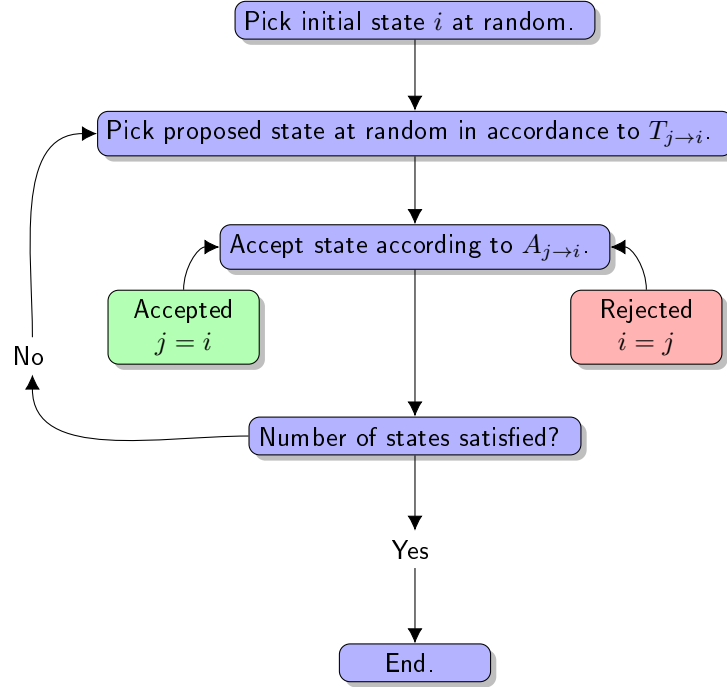 Pick initial state i at random.
Pick proposed state at random in accordance to T_{j→i}.
Accept state according to A_{j→i}.
Accepted
j = i
Rejected
i = j
No
Number of states satisfied?
Yes
End.